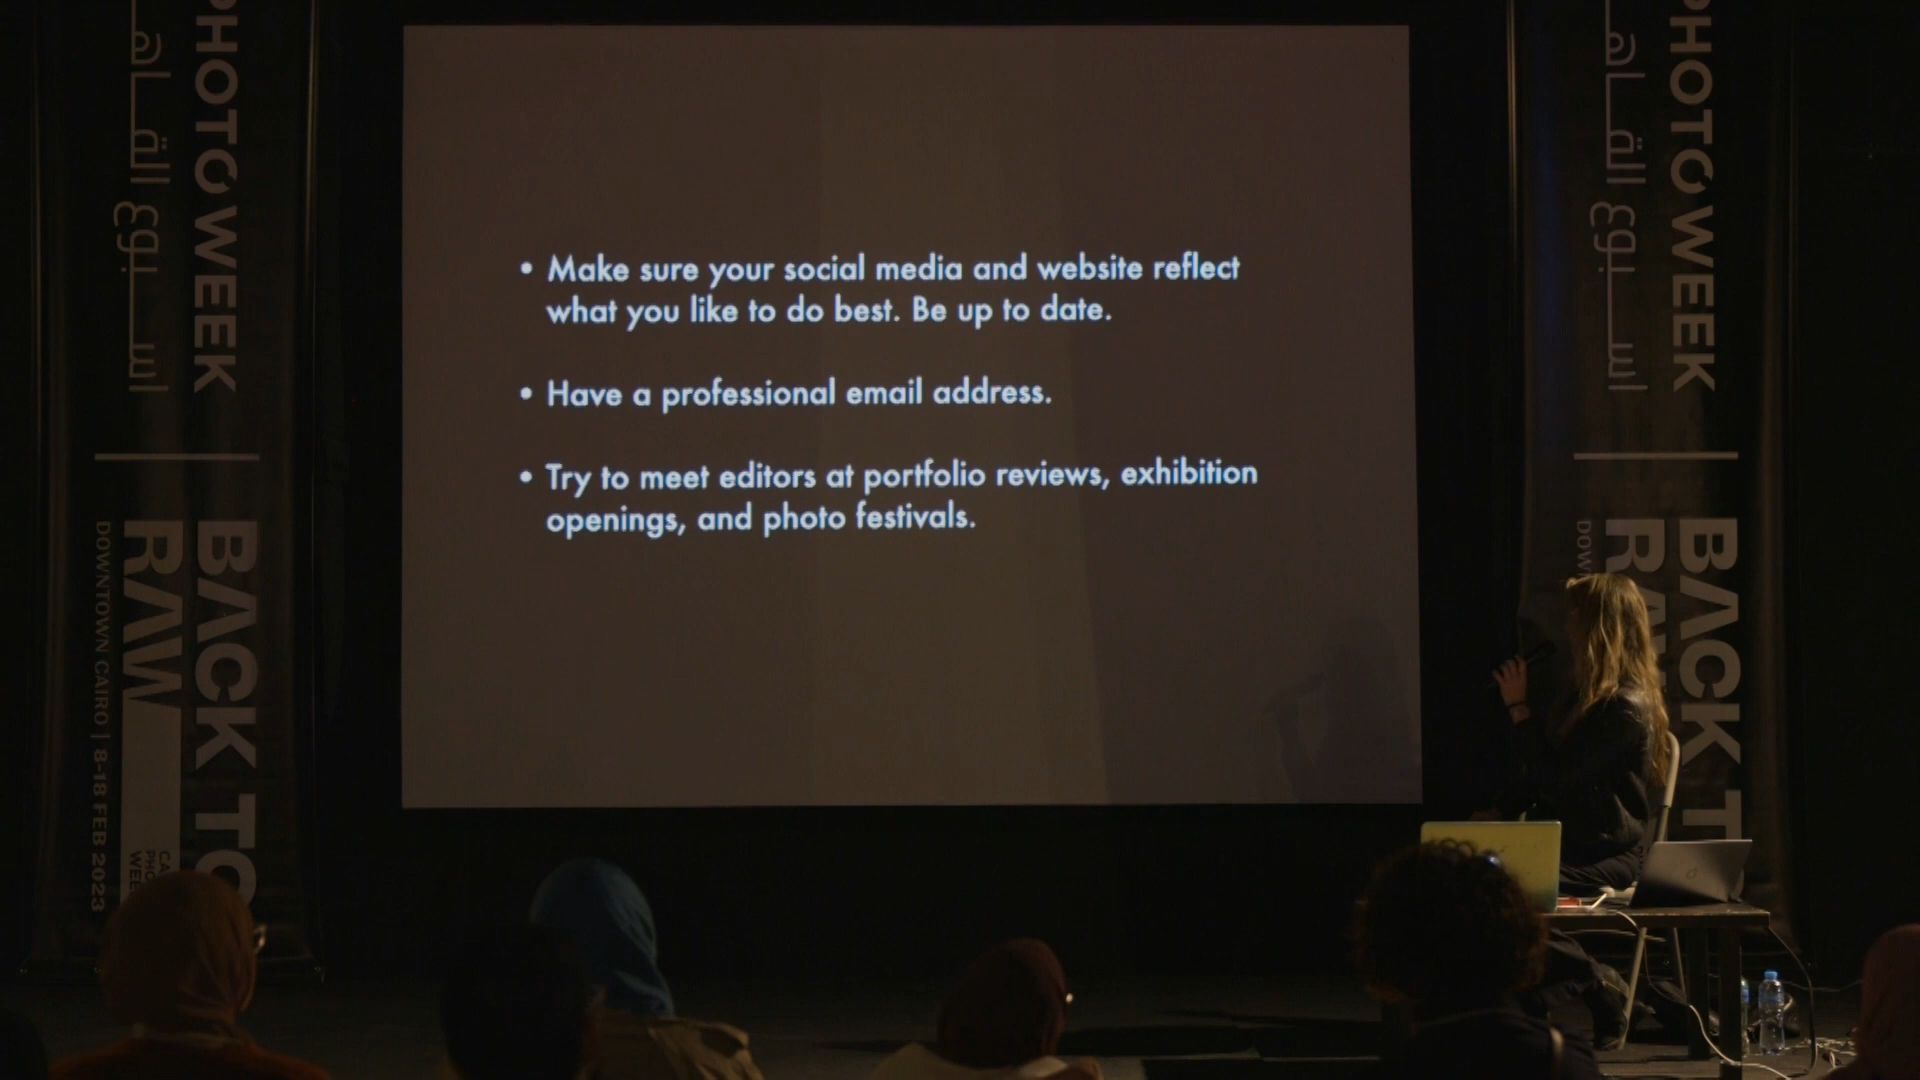 PHOTO WEEK
أسبوع القاهرة
BACK TO
RAW
DOWNTOWN CAIRO | 8-18 FEB 2023
• Make sure your social media and website reflect
what you like to do best. Be up to date.
• Have a professional email address.
• Try to meet editors at portfolio reviews, exhibition
openings, and photo festivals.
PHOTO WEEK
BACK T